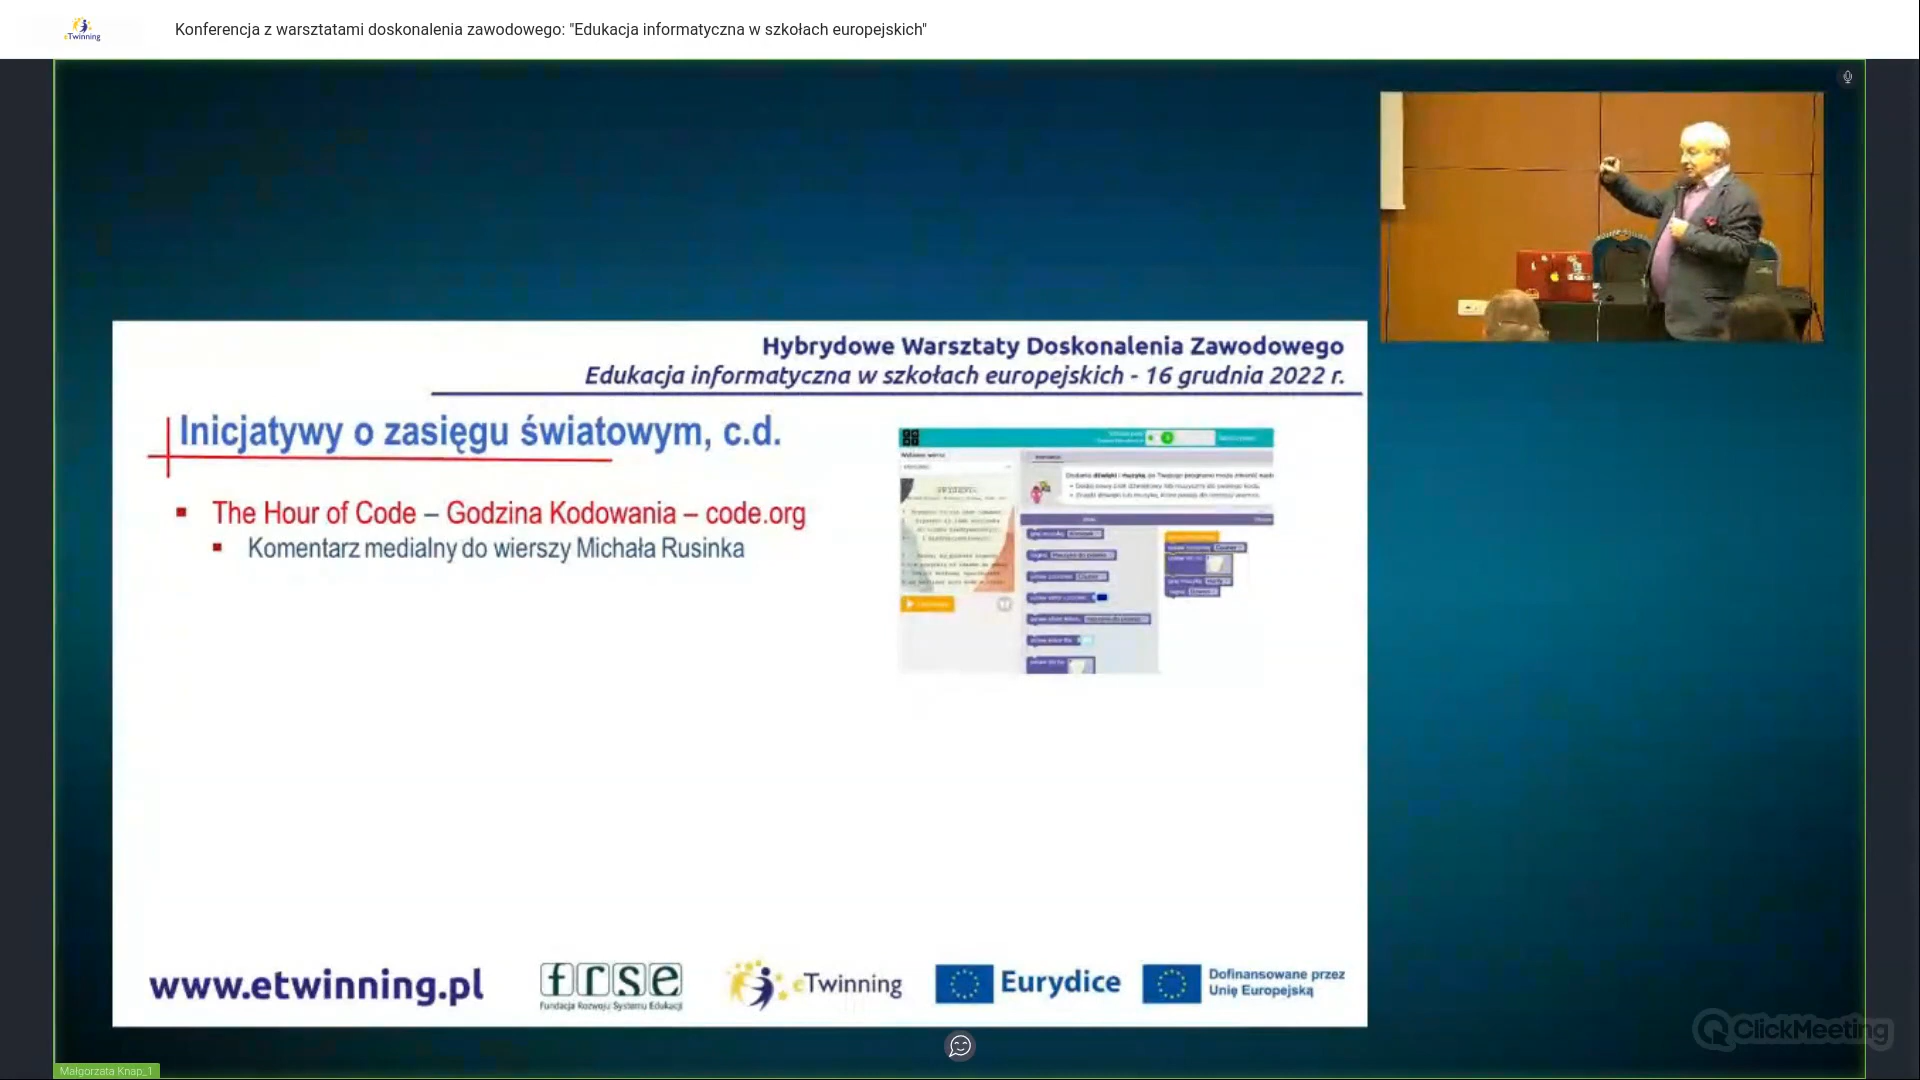 eTwinning
Konferencja z warsztatami doskonalenia zawodowego: "Edukacja informatyczna w szkołach europejskich"
Hybrydowe Warsztaty Doskonalenia Zawodowego
Edukacja informatyczna w szkołach europejskich - 16 grudnia 2022 r.
Inicjatywy o zasięgu światowym, c.d.
The Hour of Code – Godzina Kodowania – code.org
Komentarz medialny do wierszy Michała Rusinka
www.etwinning.pl
frse
Fundacja Rozwoju Systemu Edukacji
eTwinning
Eurydice
Dofinansowane przez
Unię Europejską
ClickMeeting
Małgorzata Knap_1